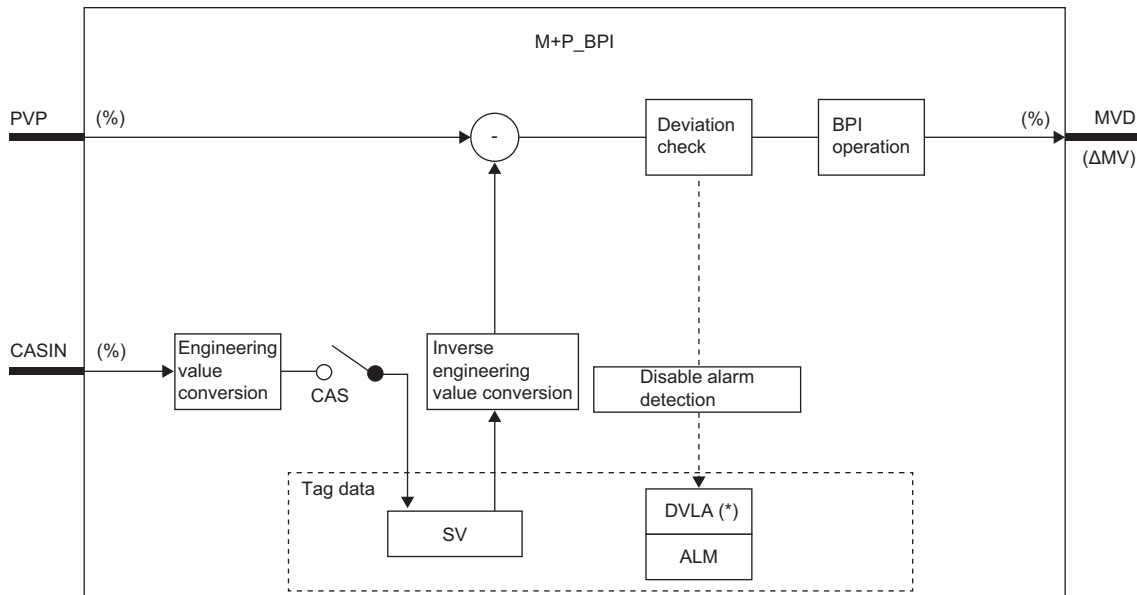 M+P_BPI
PVP
(%)
-
Deviation
check
BPI
operation
(%)
MVD
(ΔMV)
CASIN
(%)
Engineering
value
conversion
CAS
Inverse
engineering
value conversion
Disable alarm
detection
Tag data
SV
DVLA (*)
ALM